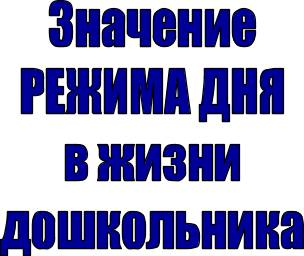 Значение
РЕЖИМА ДНЯ
в жизни
дошкольника